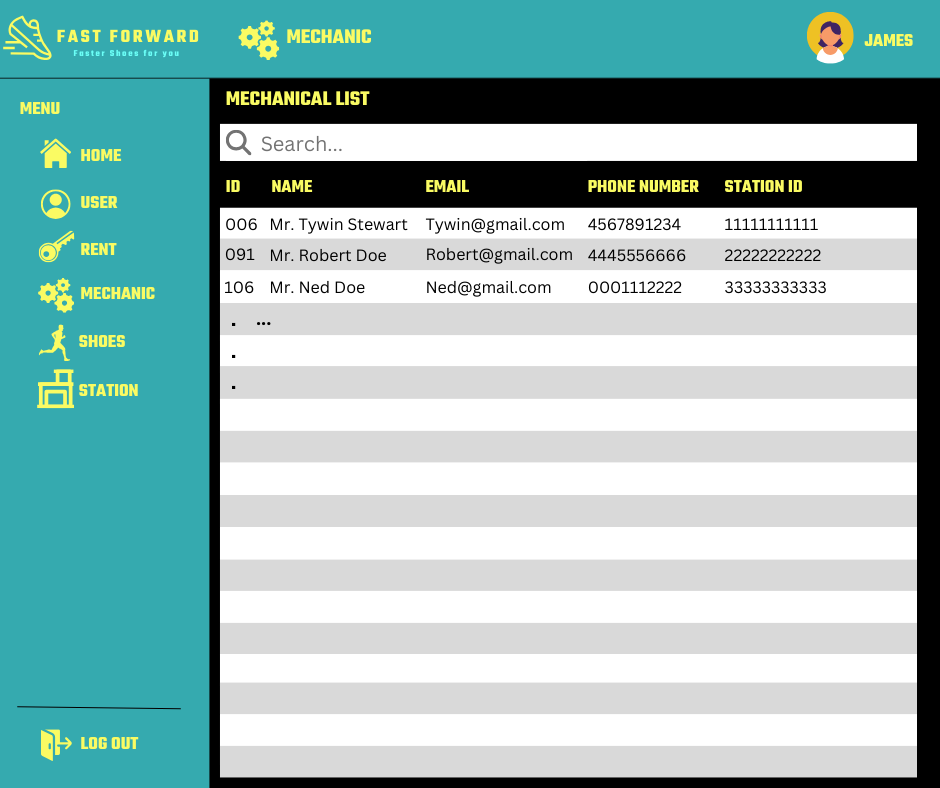 FAST FORWARD
Faster Shoes for you
MECHANIC
JAMES
MENU
HOME
USER
RENT
MECHANIC
SHOES
STATION
LOG OUT
MECHANICAL LIST
Search...
ID NAME EMAIL PHONE NUMBER STATION ID
006 Mr. Tywin Stewart Tywin@gmail.com 4567891234 11111111111
091 Mr. Robert Doe Robert@gmail.com 4445556666 22222222222
106 Mr. Ned Doe Ned@gmail.com 0001112222 33333333333
. ...
.
.